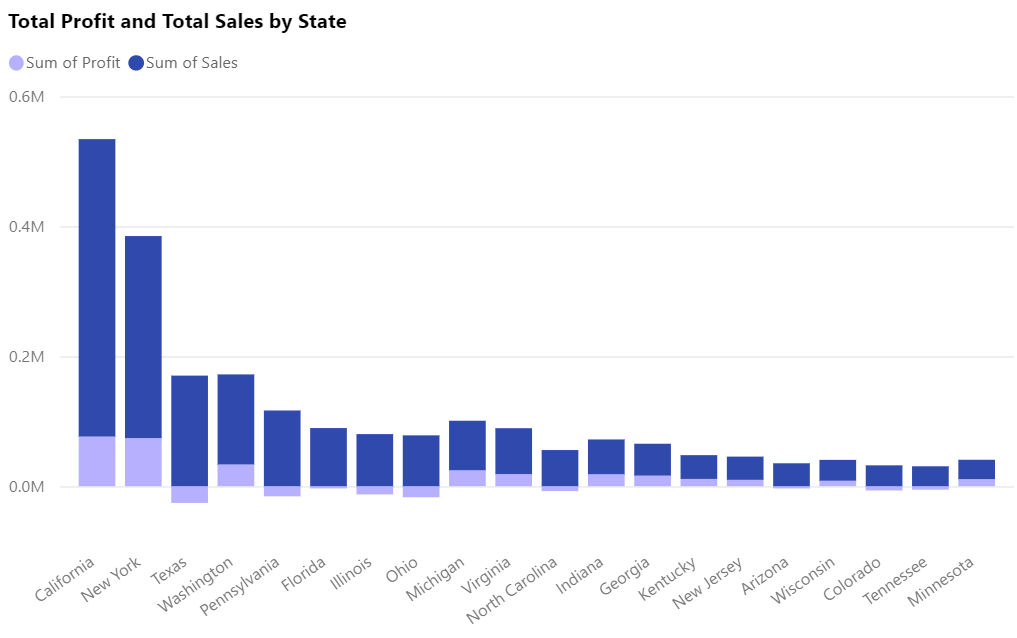 Total Profit and Total Sales by State
Sum of Profit Sum of Sales
0.6M
0.4M
0.2M
0.0M
California
New York
Texas
Washington
Pennsylvania
Florida
Illinois
Ohio
Michigan
Virginia
North Carolina
Indiana
Georgia
Kentucky
New Jersey
Arizona
Wisconsin
Colorado
Tennessee
Minnesota